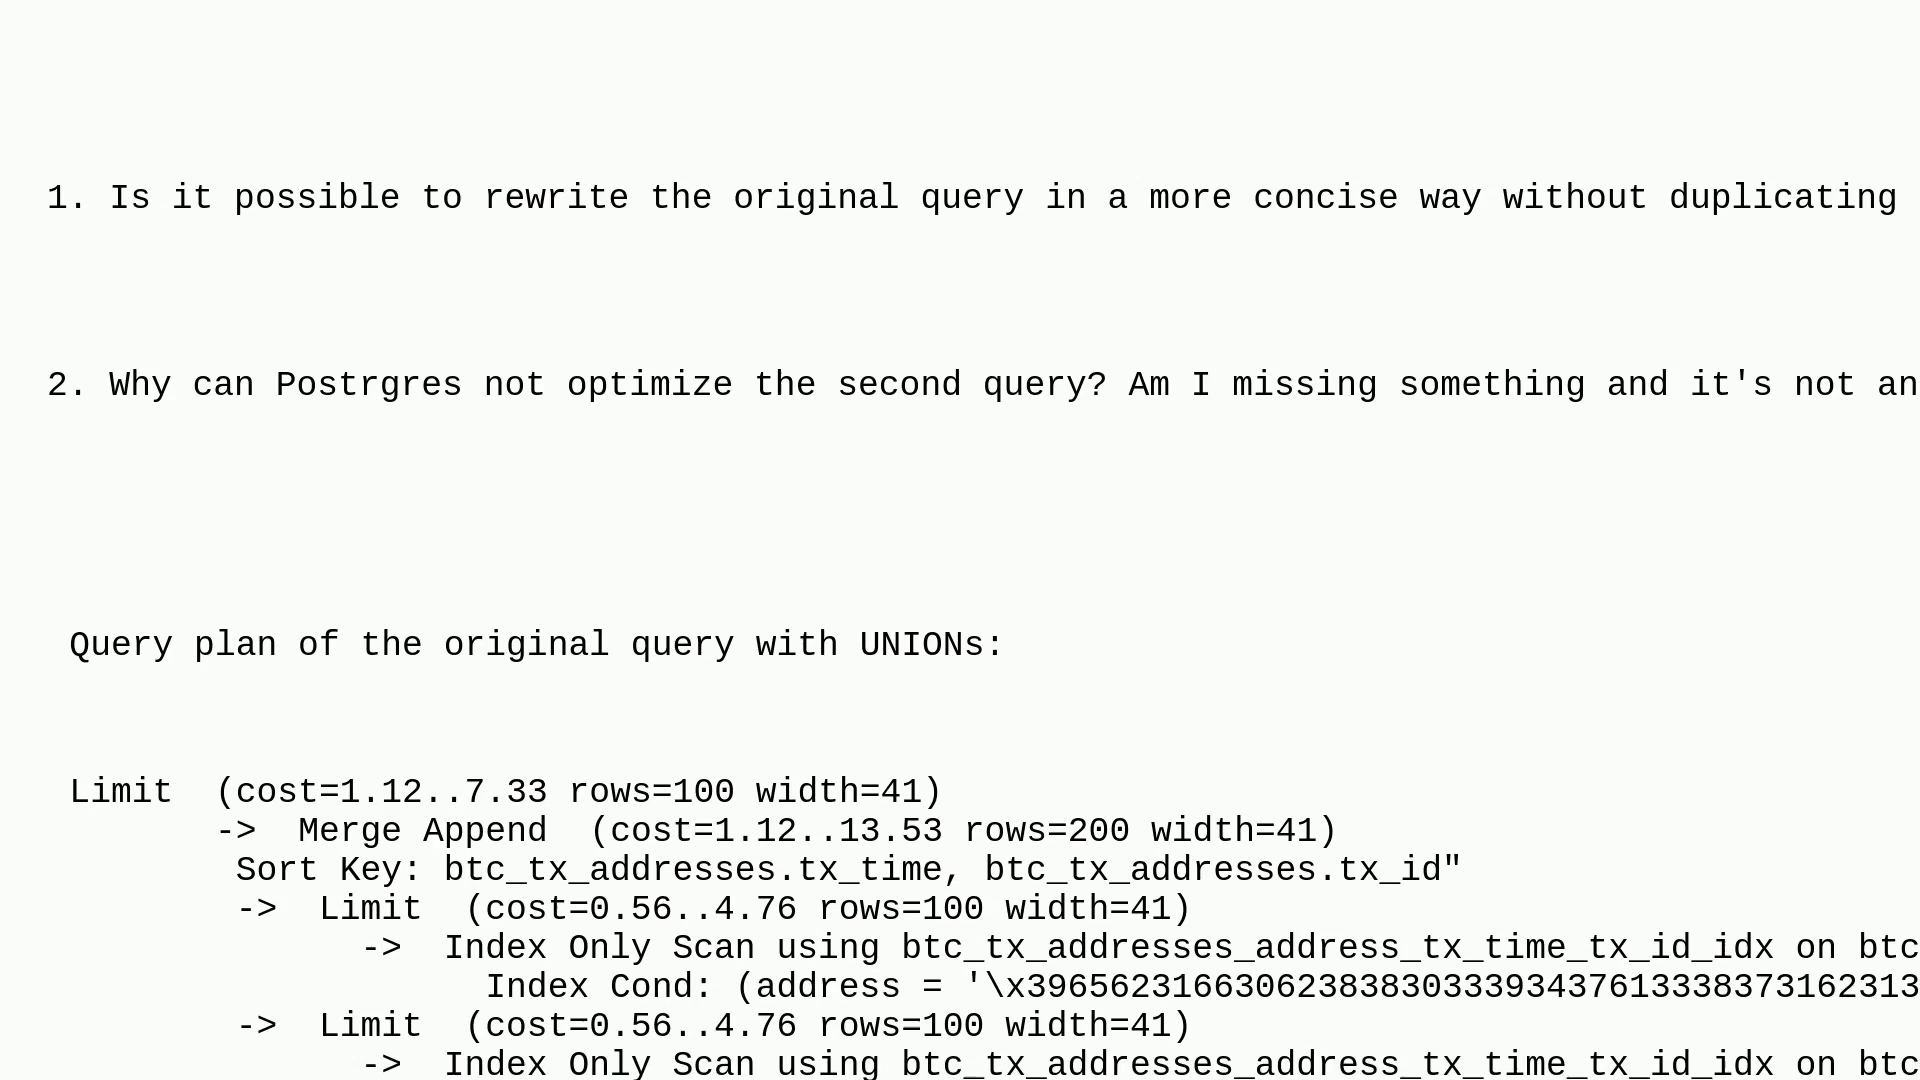 1. Is it possible to rewrite the original query in a more concise way without duplicating
2. Why can Postrgres not optimize the second query? Am I missing something and it's not an
Query plan of the original query with UNIONs:
Limit  (cost=1.12..7.33 rows=100 width=41)
->  Merge Append  (cost=1.12..13.53 rows=200 width=41)
Sort Key: btc_tx_addresses.tx_time, btc_tx_addresses.tx_id"
->  Limit  (cost=0.56..4.76 rows=100 width=41)
->  Index Only Scan using btc_tx_addresses_address_tx_time_tx_id_idx on btc
Index Cond: (address = '\x3965623166306238383033393437613338373162313
->  Limit  (cost=0.56..4.76 rows=100 width=41)
->  Index Only Scan using btc_tx_addresses_address_tx_time_tx_id_idx on btc